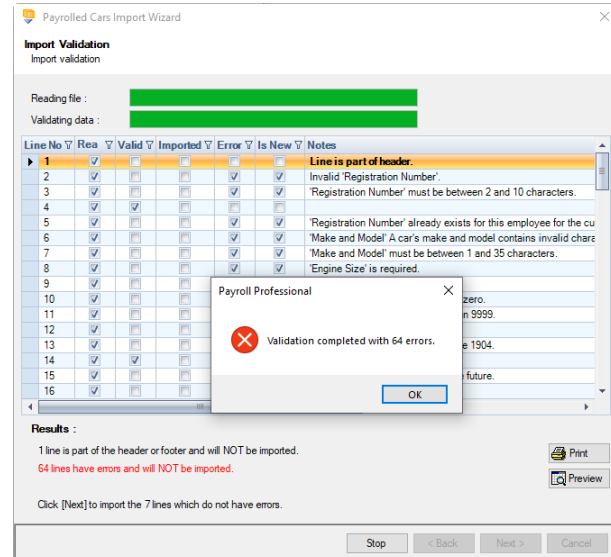 Payrolled Cars Import Wizard
Import Validation
Import validation
Reading file :
Validating data :
Line No Rea Valid Imported Error Is New Notes
1 Line is part of header.
2 Invalid 'Registration Number'.
3 'Registration Number' must be between 2 and 10 characters.
4
5 'Registration Number' already exists for this employee for the cu
6 'Make and Model' A car's make and model contains invalid chara
7 'Make and Model' must be between 1 and 35 characters.
8 'Engine Size' is required.
9
10 zero.
11 n 9999.
12
13 e 1904.
14
15 future.
16
Payroll Professional
Validation completed with 64 errors.
OK
Results :
1 line is part of the header or footer and will NOT be imported.
64 lines have errors and will NOT be imported.
Click [Next] to import the 7 lines which do not have errors.
Print
Preview
Stop < Back Next > Cancel